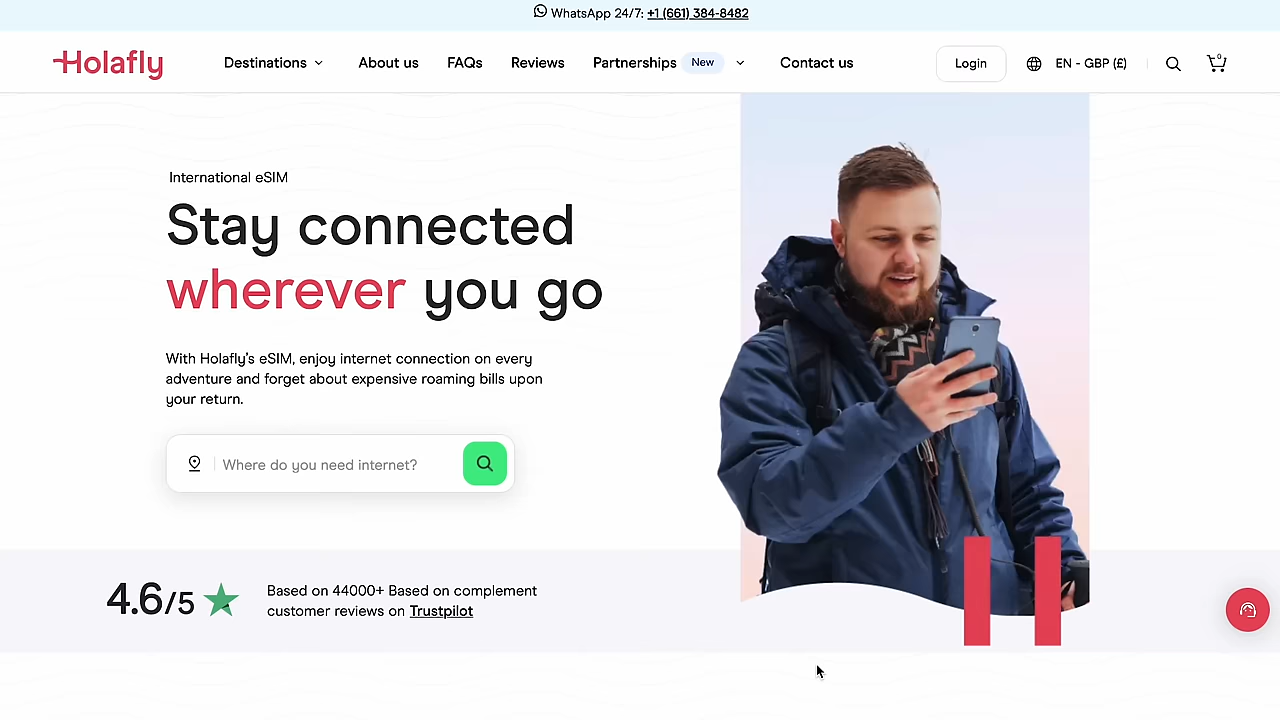 WhatsApp 24/7: +1 (661) 384-8482
Holafly
Destinations
About us
FAQs
Reviews
Partnerships
New
Contact us
Login
EN - GBP (£)
0
International eSIM
Stay connected
wherever you go
With Holafly's eSIM, enjoy internet connection on every
adventure and forget about expensive roaming bills upon
your return.
Where do you need internet?
4.6/5
Based on 44000+ Based on complement
customer reviews on Trustpilot